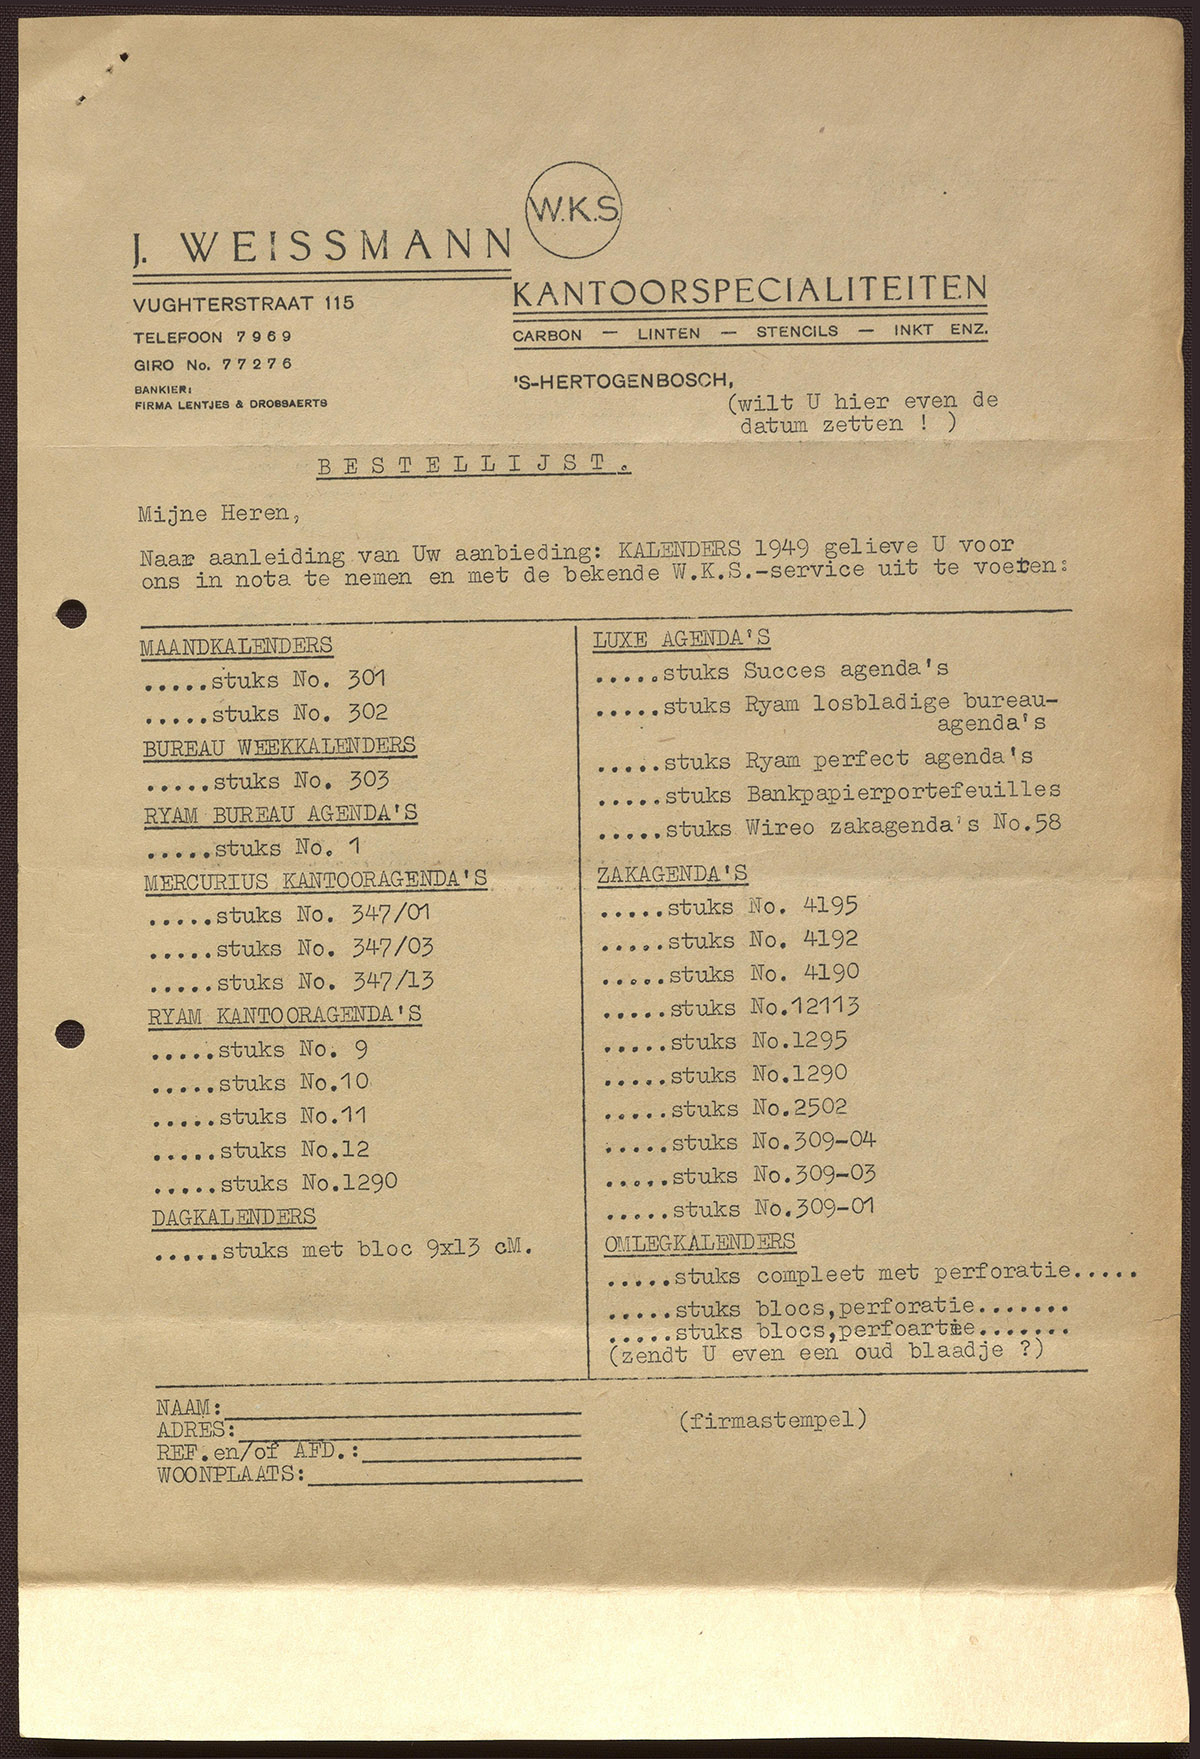 W.K.S.
J. WEISSMANN
VUGHTERSTRAAT 115
TELEFOON 7969
GIRO No. 77276
BANKIER:
FIRMA LENTJES & DROSSAERTS
KANTOORSPECIALITEITEN
CARBON — LINTEN — STENCILS — INKT ENZ.
'S-HERTOGENBOSCH,
(wilt U hier even de
datum zetten ! )
BESTELLIJST.
Mijne Heren,
Naar aanleiding van Uw aanbieding: KALENDERS 1949 gelieve U voor
ons in nota te nemen en met de bekende W.K.S.-service uit te voeren:
MAANDKALENDERS
.....stuks No. 301
.....stuks No. 302
BUREAU WEEKKALENDERS
.....stuks No. 303
RYAM BUREAU AGENDA'S
.....stuks No. 1
MERCURIUS KANTOORAGENDA'S
.....stuks No. 347/01
.....stuks No. 347/03
.....stuks No. 347/13
RYAM KANTOORAGENDA'S
.....stuks No. 9
.....stuks No.10
.....stuks No.11
.....stuks No.12
.....stuks No.1290
DAGKALENDERS
.....stuks met bloc 9x13 cM.
LUXE AGENDA'S
.....stuks Succes agenda's
.....stuks Ryam losbladige bureau-
agenda's
.....stuks Ryam perfect agenda's
.....stuks Bankpapierportefeuilles
.....stuks Wireo zakagenda's No.58
ZAKAGENDA'S
.....stuks No. 4195
.....stuks No. 4192
.....stuks No. 4190
.....stuks No.12113
.....stuks No.1295
.....stuks No.1290
.....stuks No.2502
.....stuks No.309-04
.....stuks No.309-03
.....stuks No.309-01
OMLEGKALENDERS
.....stuks compleet met perforatie.....
.....stuks blocs,perforatie.......
.....stuks blocs,perfoartie.......
(zendt U even een oud blaadje ?)
NAAM:
ADRES:
REF.en/of AFD.:
WOONPLAATS:
(firmastempel)